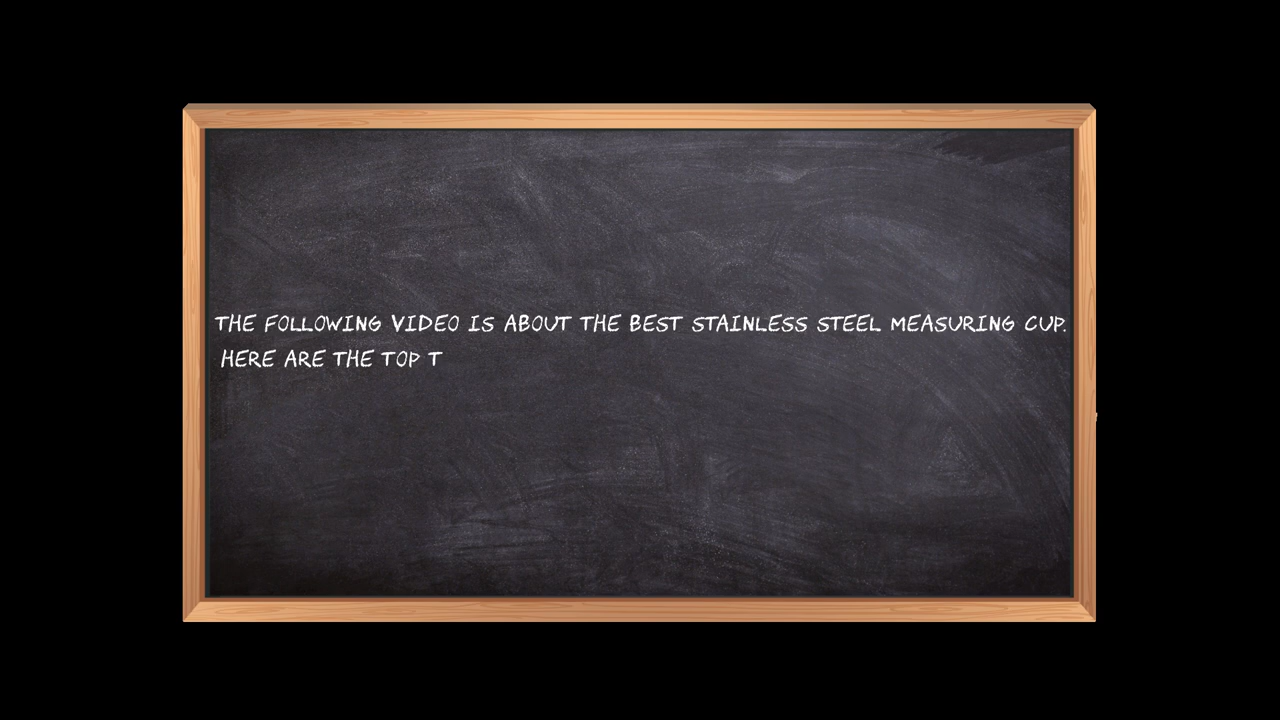 THE FOLLOWING VIDEO IS ABOUT THE BEST STAINLESS STEEL MEASURING CUP.
HERE ARE THE TOP T